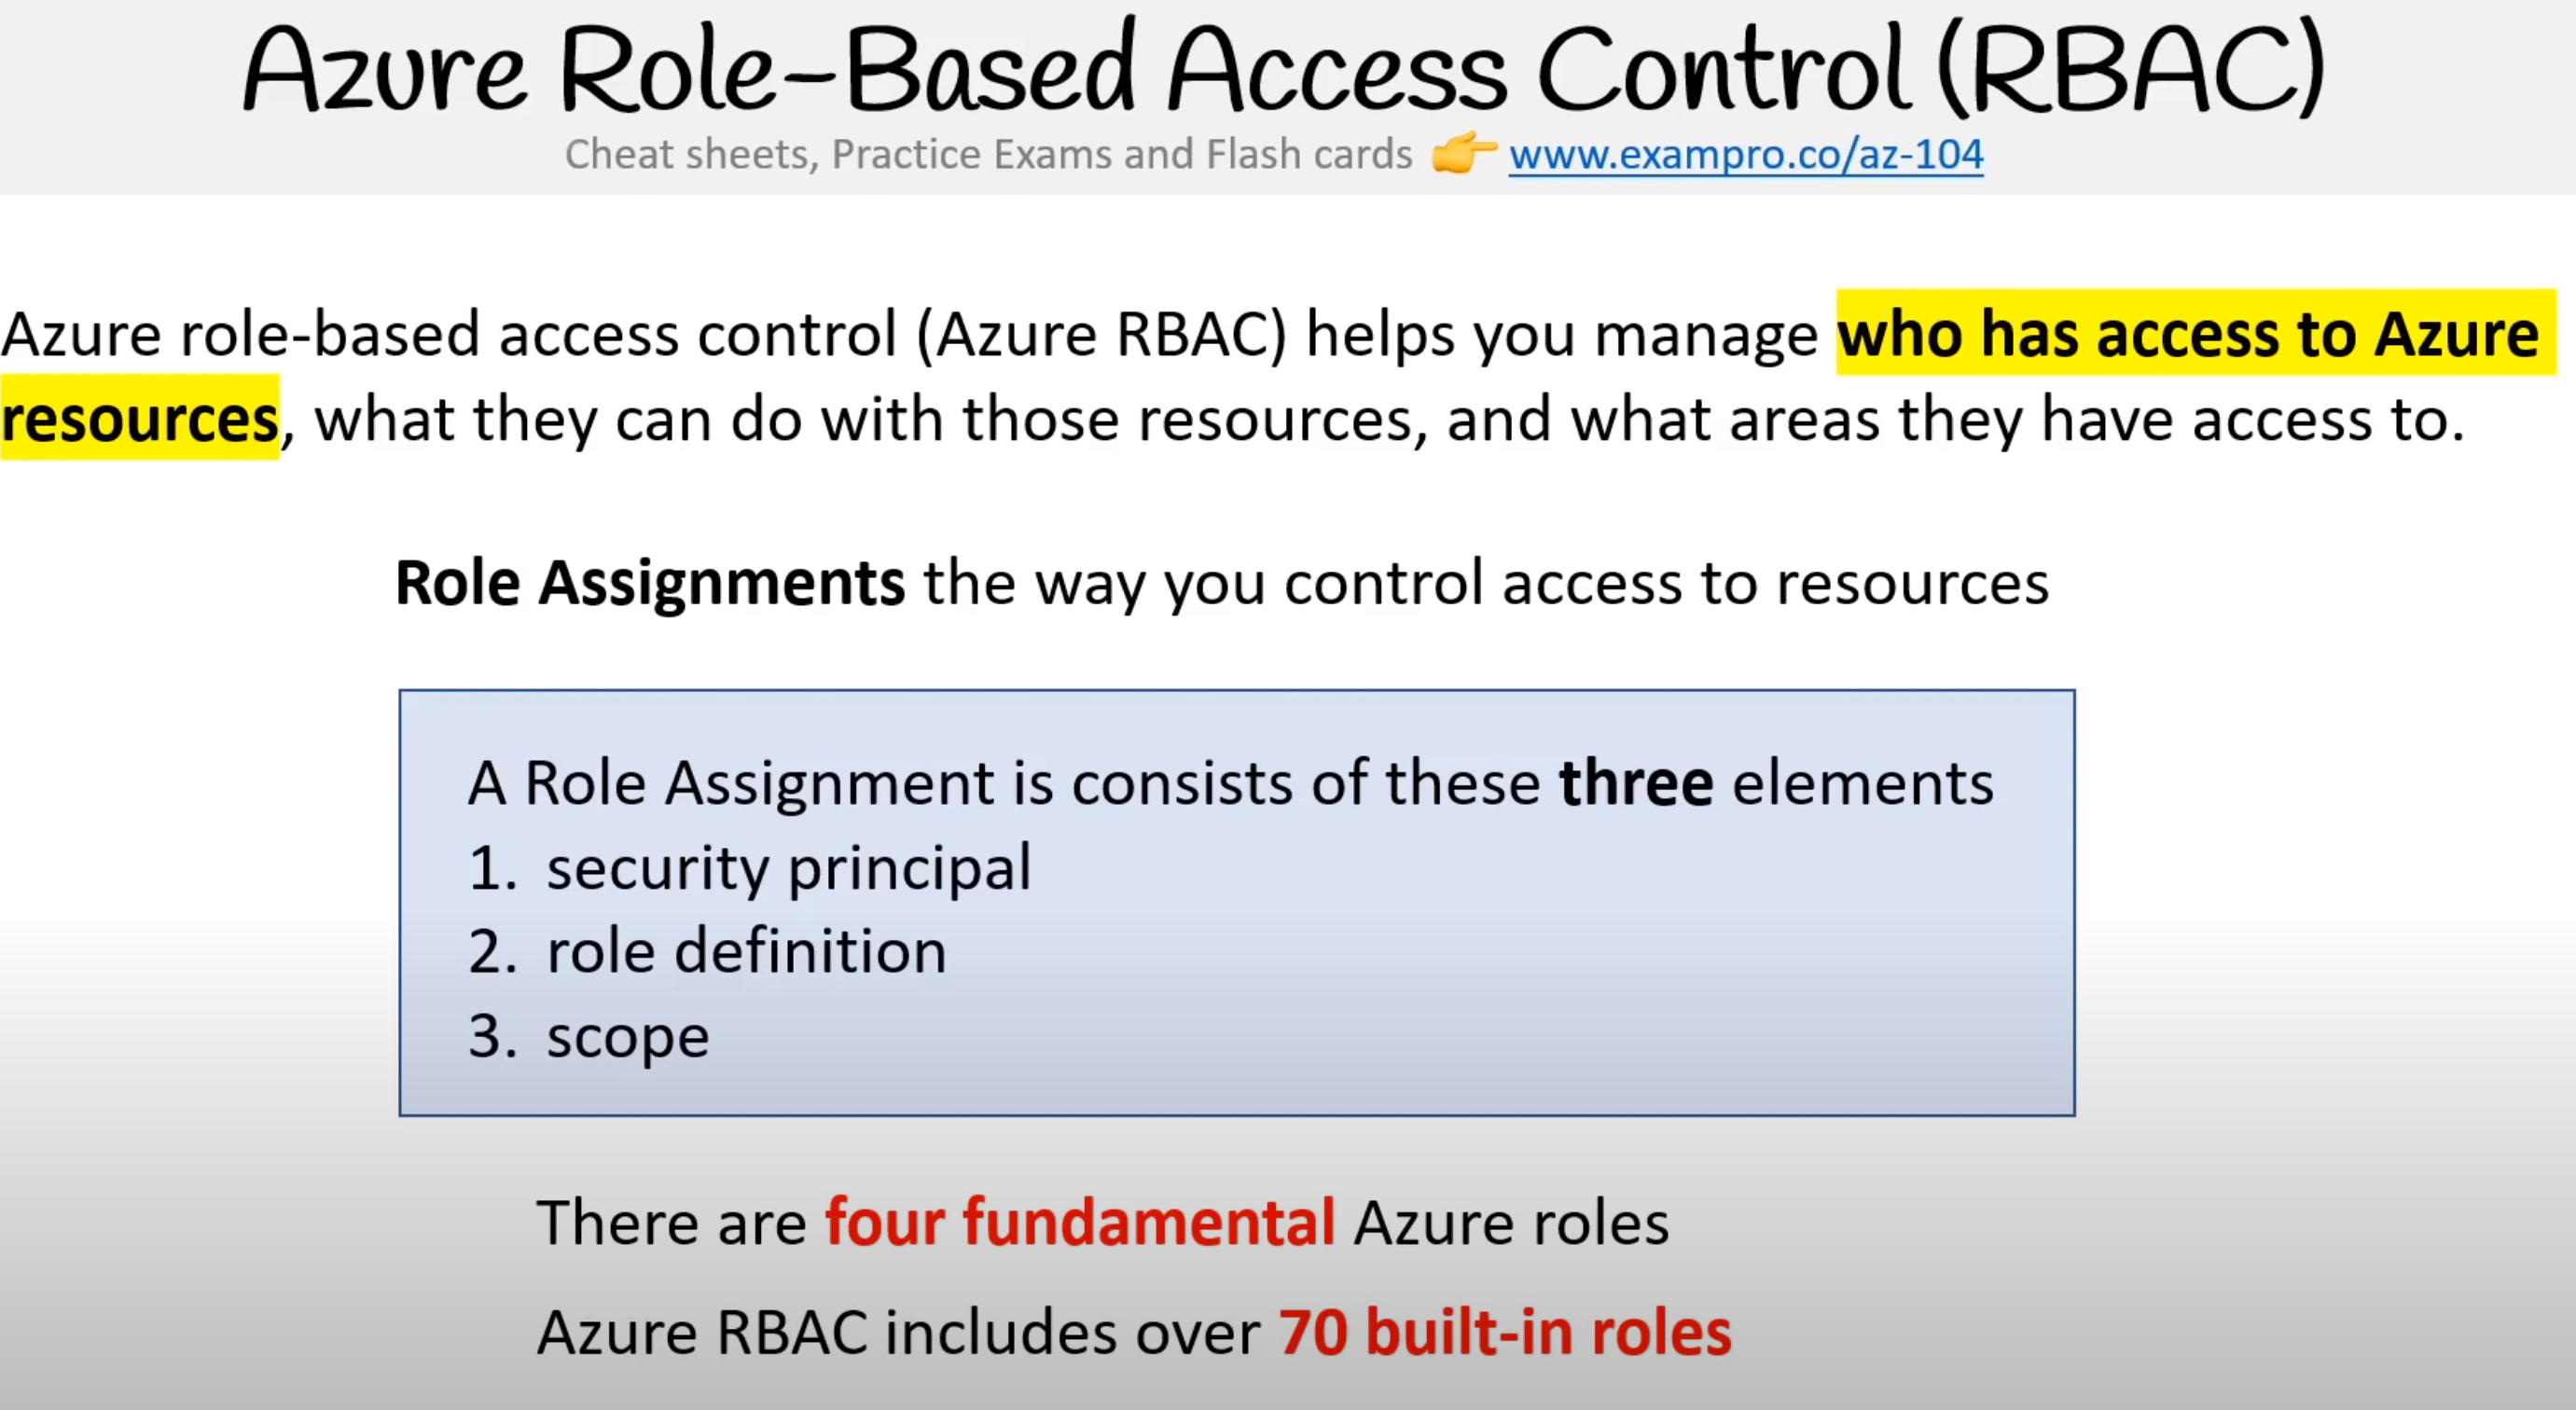 Azure Role-Based Access Control (RBAC)
Cheat sheets, Practice Exams and Flash cards 👉 www.exampro.co/az-104
Azure role-based access control (Azure RBAC) helps you manage who has access to Azure
resources, what they can do with those resources, and what areas they have access to.
Role Assignments the way you control access to resources
A Role Assignment is consists of these three elements
1. security principal
2. role definition
3. scope
There are four fundamental Azure roles
Azure RBAC includes over 70 built-in roles